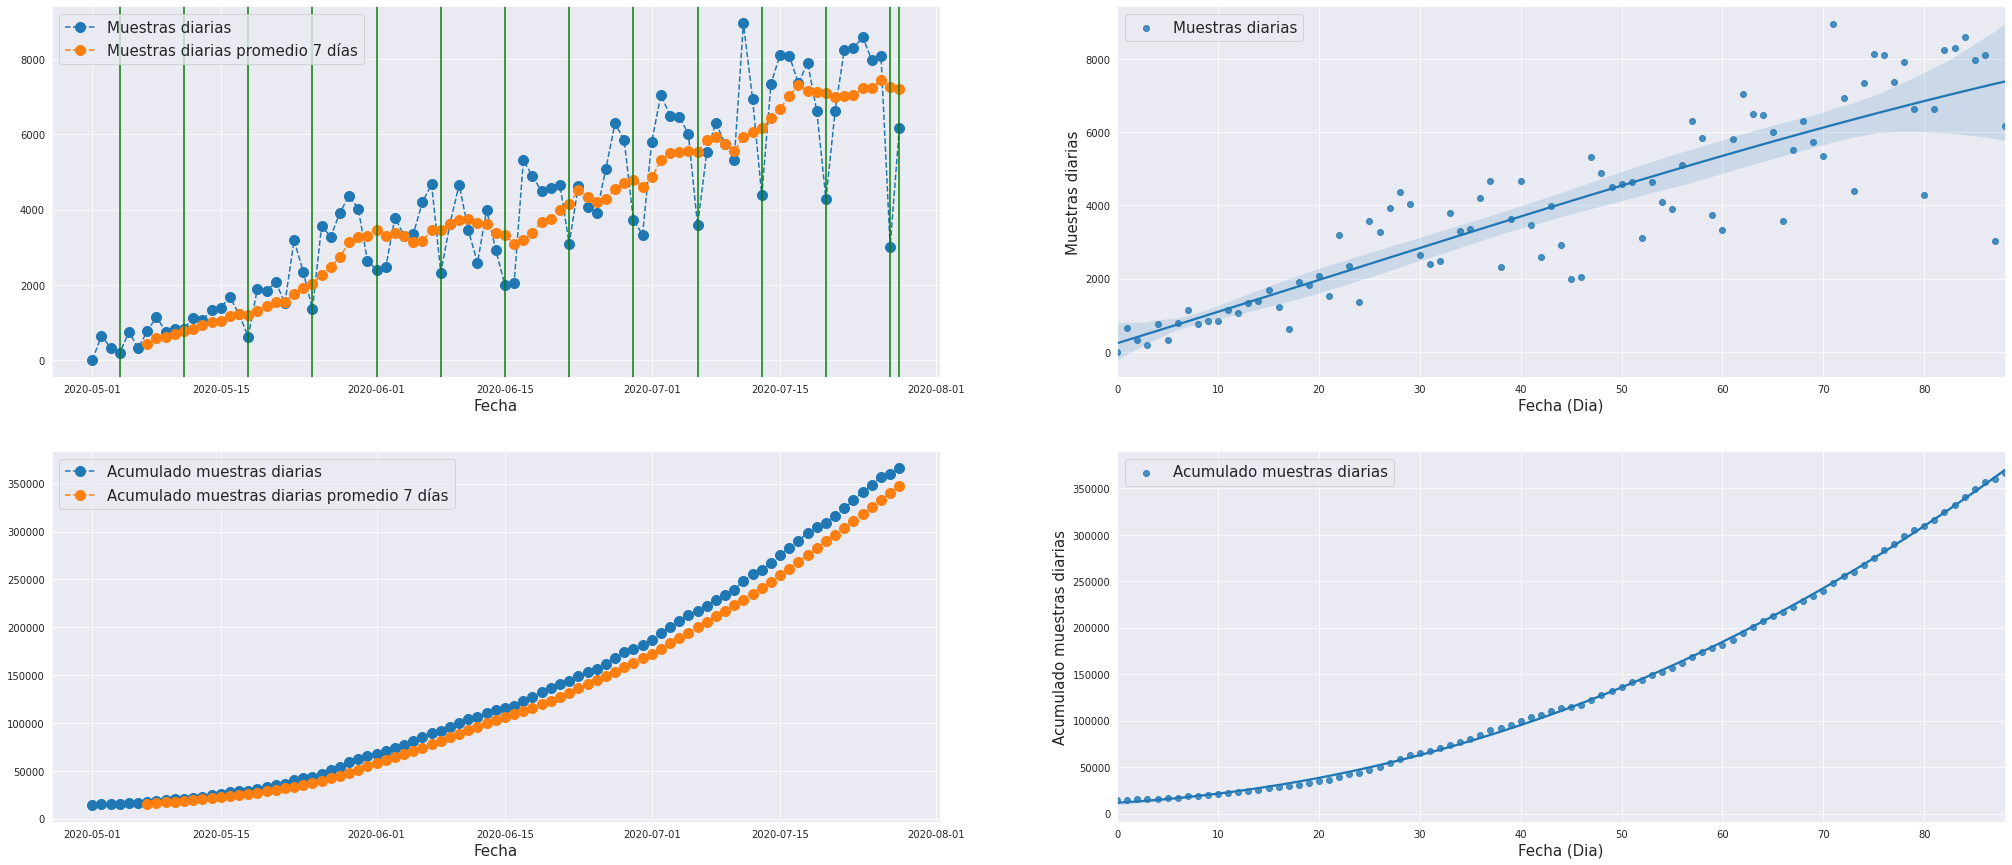 Muestras diarias
Muestras diarias promedio 7 días
8000
6000
4000
2000
0
2020-05-01 2020-05-15 2020-06-01 2020-06-15 2020-07-01 2020-07-15 2020-08-01
Fecha
Muestras diarias
Muestras diarias
8000
6000
4000
2000
0
0 10 20 30 40 50 60 70 80
Fecha (Dia)
Acumulado muestras diarias
Acumulado muestras diarias promedio 7 días
350000
300000
250000
200000
150000
100000
50000
0
2020-05-01 2020-05-15 2020-06-01 2020-06-15 2020-07-01 2020-07-15 2020-08-01
Fecha
Acumulado muestras diarias
Acumulado muestras diarias
350000
300000
250000
200000
150000
100000
50000
0
0 10 20 30 40 50 60 70 80
Fecha (Dia)